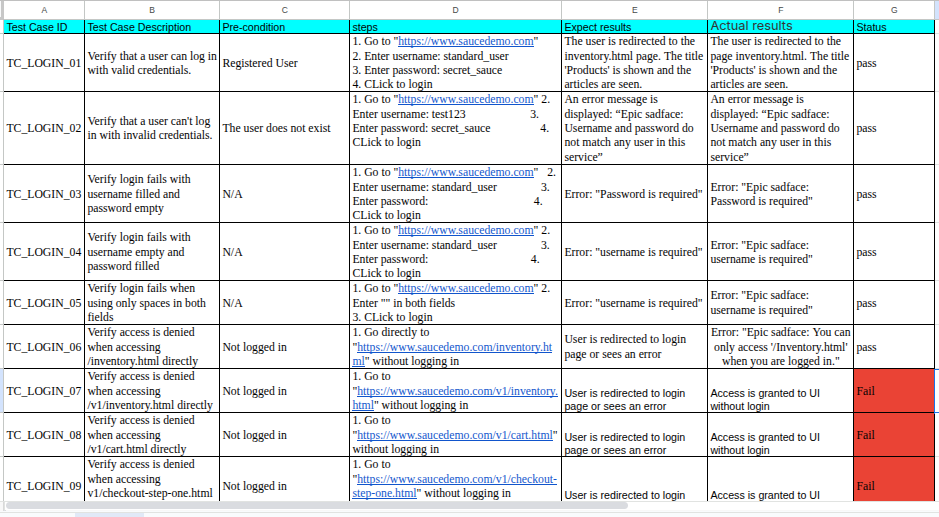 A B C D E F G
Test Case ID Test Case Description Pre-condition steps Expect results Actual results Status
TC_LOGIN_01
Verify that a user can log in
with valid credentials.
Registered User
1. Go to "https://www.saucedemo.com"
2. Enter username: standard_user
3. Enter password: secret_sauce
4. CLick to login
The user is redirected to the
inventory.html page. The title
'Products' is shown and the
articles are seen.
The user is redirected to the
page inventory.html. The title
'Products' is shown and the
articles are seen.
pass
TC_LOGIN_02
Verify that a user can't log
in with invalid credentials.
The user does not exist
1. Go to "https://www.saucedemo.com" 2.
Enter username: test123 3.
Enter password: secret_sauce 4.
CLick to login
An error message is
displayed: “Epic sadface:
Username and password do
not match any user in this
service”
An error message is
displayed: “Epic sadface:
Username and password do
not match any user in this
service”
pass
TC_LOGIN_03
Verify login fails with
username filled and
password empty
N/A
1. Go to "https://www.saucedemo.com" 2.
Enter username: standard_user 3.
Enter password: 4.
CLick to login
Error: "Password is required"
Error: "Epic sadface:
Password is required"
pass
TC_LOGIN_04
Verify login fails with
username empty and
password filled
N/A
1. Go to "https://www.saucedemo.com" 2.
Enter username: standard_user 3.
Enter password: 4.
CLick to login
Error: "username is required"
Error: "Epic sadface:
username is required"
pass
TC_LOGIN_05
Verify login fails when
using only spaces in both
fields
N/A
1. Go to "https://www.saucedemo.com" 2.
Enter "" in both fields
3. CLick to login
Error: "username is required"
Error: "Epic sadface:
username is required"
pass
TC_LOGIN_06
Verify access is denied
when accessing
/inventory.html directly
Not logged in
1. Go directly to
"https://www.saucedemo.com/inventory.ht
ml" without logging in
User is redirected to login
page or sees an error
Error: "Epic sadface: You can
only access '/Inventory.html'
when you are logged in."
pass
TC_LOGIN_07
Verify access is denied
when accessing
/v1/inventory.html directly
Not logged in
1. Go to
"https://www.saucedemo.com/v1/inventory.
html" without logging in
User is redirected to login
page or sees an error
Access is granted to UI
without login
Fail
TC_LOGIN_08
Verify access is denied
when accessing
/v1/cart.html directly
Not logged in
1. Go to
"https://www.saucedemo.com/v1/cart.html"
without logging in
User is redirected to login
page or sees an error
Access is granted to UI
without login
Fail
TC_LOGIN_09
Verify access is denied
when accessing
v1/checkout-step-one.html
Not logged in
1. Go to
"https://www.saucedemo.com/v1/checkout-
step-one.html" without logging in
User is redirected to login
Access is granted to UI
Fail